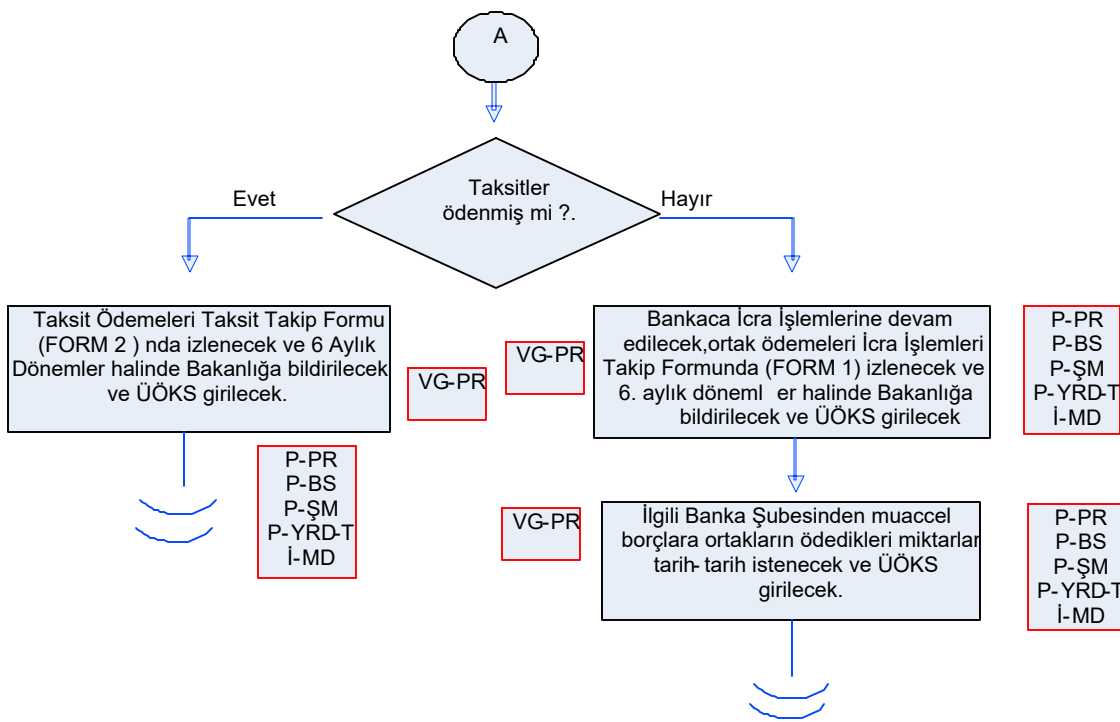 A
Taksitler
ödenmiş mi ?.
Evet
Hayır
Taksit Ödemeleri Taksit Takip Formu
(FORM 2 ) nda izlenecek ve 6 Aylık
Dönemler halinde Bakanlığa bildirilecek
ve ÜÖKS girilecek.
VG-PR
P-PR
P-BS
P-ŞM
P-YRD-T
İ-MD
VG-PR
Bankaca İcra İşlemlerine devam
edilecek,ortak ödemeleri İcra İşlemleri
Takip Formunda (FORM 1) izlenecek ve
6. aylık döneml er halinde Bakanlığa
bildirilecek ve ÜÖKS girilecek
P-PR
P-BS
P-ŞM
P-YRD-T
İ-MD
VG-PR
İlgili Banka Şubesinden muaccel
borçlara ortakların ödedikleri miktarlar
tarih- tarih istenecek ve ÜÖKS
girilecek.
P-PR
P-BS
P-ŞM
P-YRD-T
İ-MD